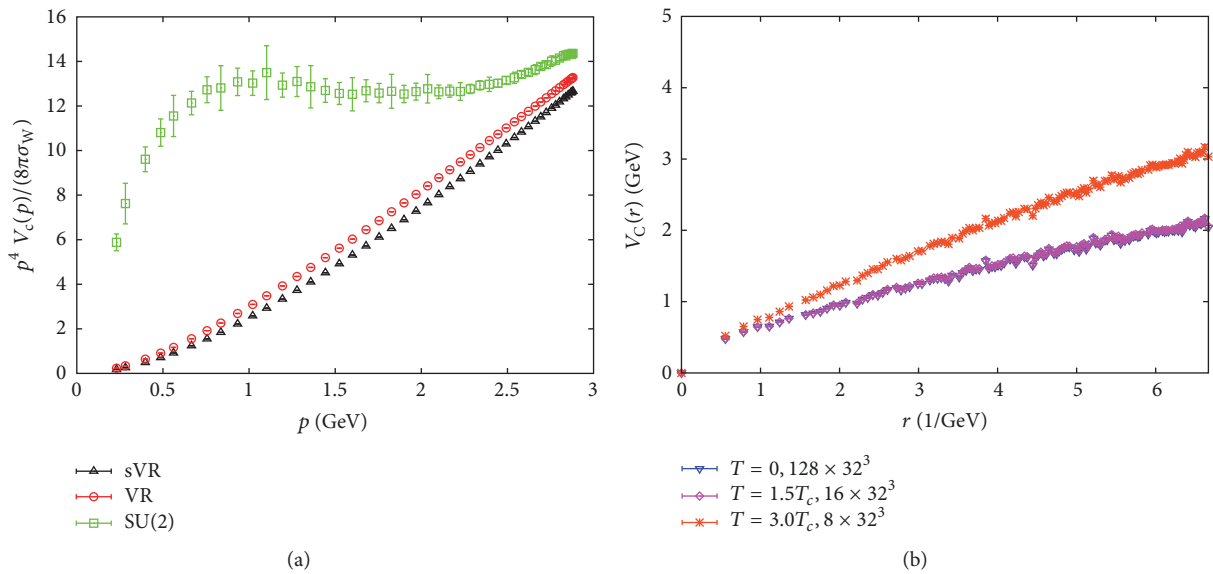 16
14
12
10
8
6
4
2
0
p⁴ V_c(p)/(8πσ_W)
0 0.5 1 1.5 2 2.5 3
p (GeV)
sVR
VR
SU(2)
(a)
5
4
3
2
1
0
V_C(r) (GeV)
0 1 2 3 4 5 6
r (1/GeV)
T = 0, 128 × 32³
T = 1.5T_c, 16 × 32³
T = 3.0T_c, 8 × 32³
(b)